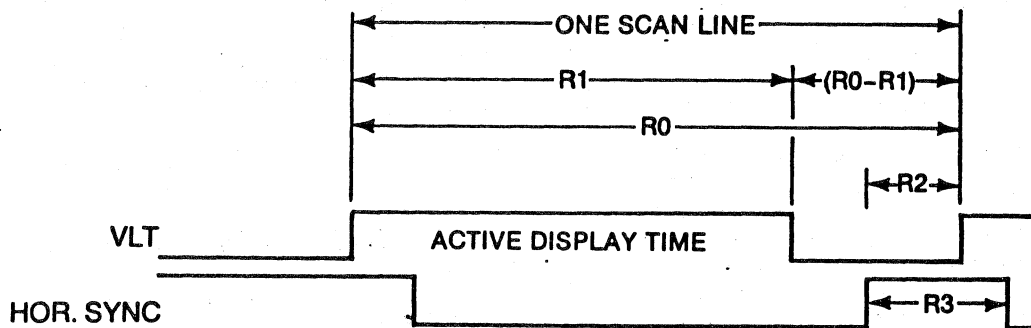 ONE SCAN LINE
R1
(R0-R1)
R0
R2
VLT
ACTIVE DISPLAY TIME
HOR. SYNC
R3